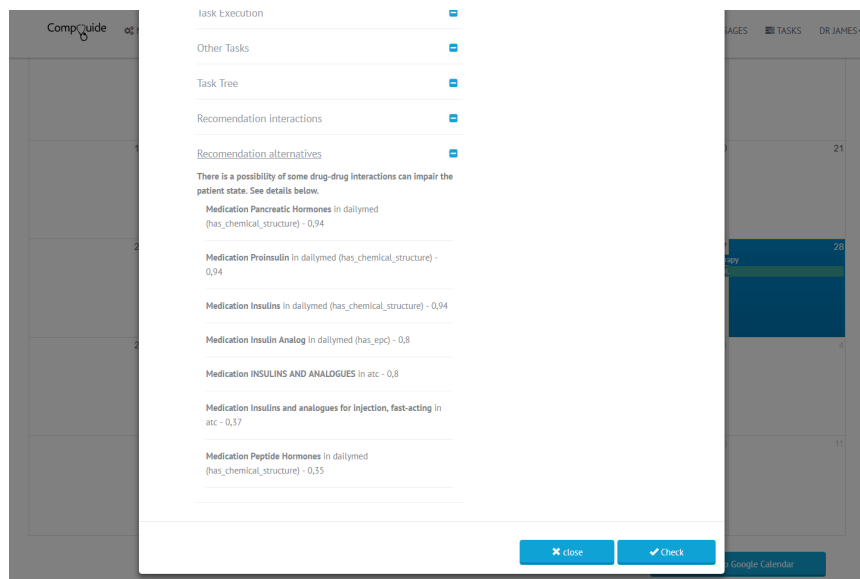 Task Execution
CompGuide
TASKS
DR JAMES
Other Tasks
Task Tree
Recomendation interactions
Recomendation alternatives
21
There is a possibility of some drug-drug interactions can impair the
patient state. See details below.
Medication Pancreatic Hormones in dailymed
(has_chemical_structure) - 0,94
28
Medication Proinsulin in dailymed (has_chemical_structure) -
0,94
Medication Insulins in dailymed (has_chemical_structure) - 0,94
Medication Insulin Analog in dailymed (has_epc) - 0,8
4
Medication INSULINS AND ANALOGUES in atc - 0,8
Medication Insulins and analogues for injection, fast-acting in
atc - 0,37
11
Medication Peptide Hormones in dailymed
(has_chemical_structure) - 0,35
close
Check
Google Calendar